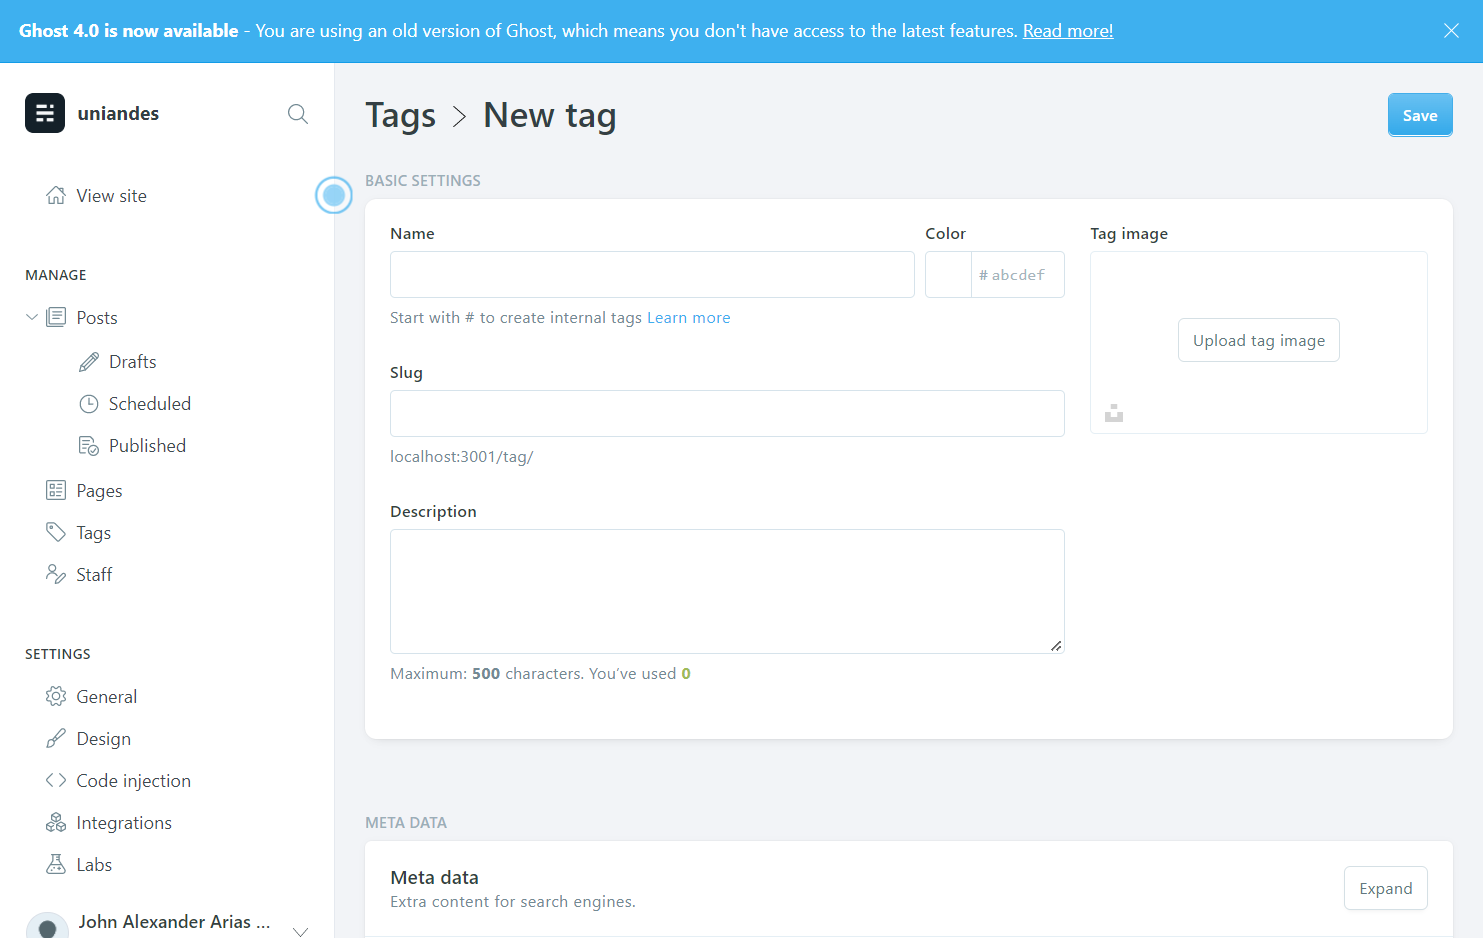 Ghost 4.0 is now available - You are using an old version of Ghost, which means you don't have access to the latest features. Read more!
uniandes
View site
MANAGE
Posts
Drafts
Scheduled
Published
Pages
Tags
Staff
SETTINGS
General
Design
Code injection
Integrations
Labs
John Alexander Arias ...
Tags > New tag
Save
BASIC SETTINGS
Name
Color
# abcdef
Start with # to create internal tags Learn more
Slug
localhost:3001/tag/
Description
Maximum: 500 characters. You’ve used 0
Tag image
Upload tag image
META DATA
Meta data
Extra content for search engines.
Expand